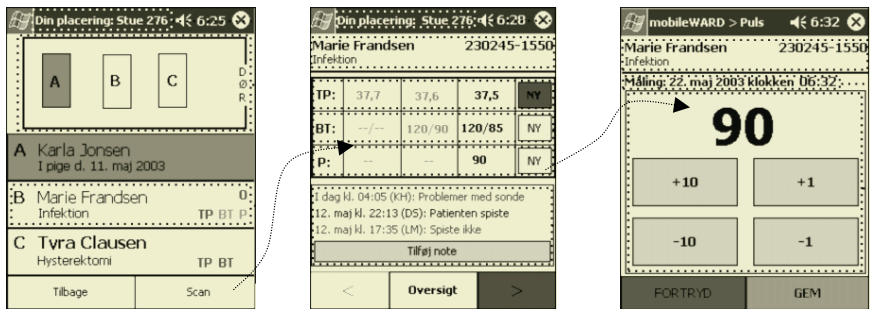 Din placering: Stue 276 6:25
A B C
DØR
A Karla Jonsen
I pige d. 11. maj 2003
B Marie Frandsen 0
Infektion TP BT P
C Tyra Clausen
Hysterektomi TP BT
Tilbage Scan
Din placering: Stue 276 6:28
Marie Frandsen 230245-1550
Infektion
TP: 37,7 37,6 37,5 NY
BT: --/-- 120/90 120/85 NY
P: -- -- 90 NY
I dag kl. 04:05 (KH): Problemer med sonde
12. maj kl. 22:13 (DS): Patienten spiste
12. maj kl. 17:35 (LM): Spiste ikke
Tilføj note
< Oversigt >
mobileWARD > Puls 6:32
Marie Frandsen 230245-1550
Infektion
Måling: 22. maj 2003 klokken 06:32:
90
+10 +1
-10 -1
FORTRYD GEM